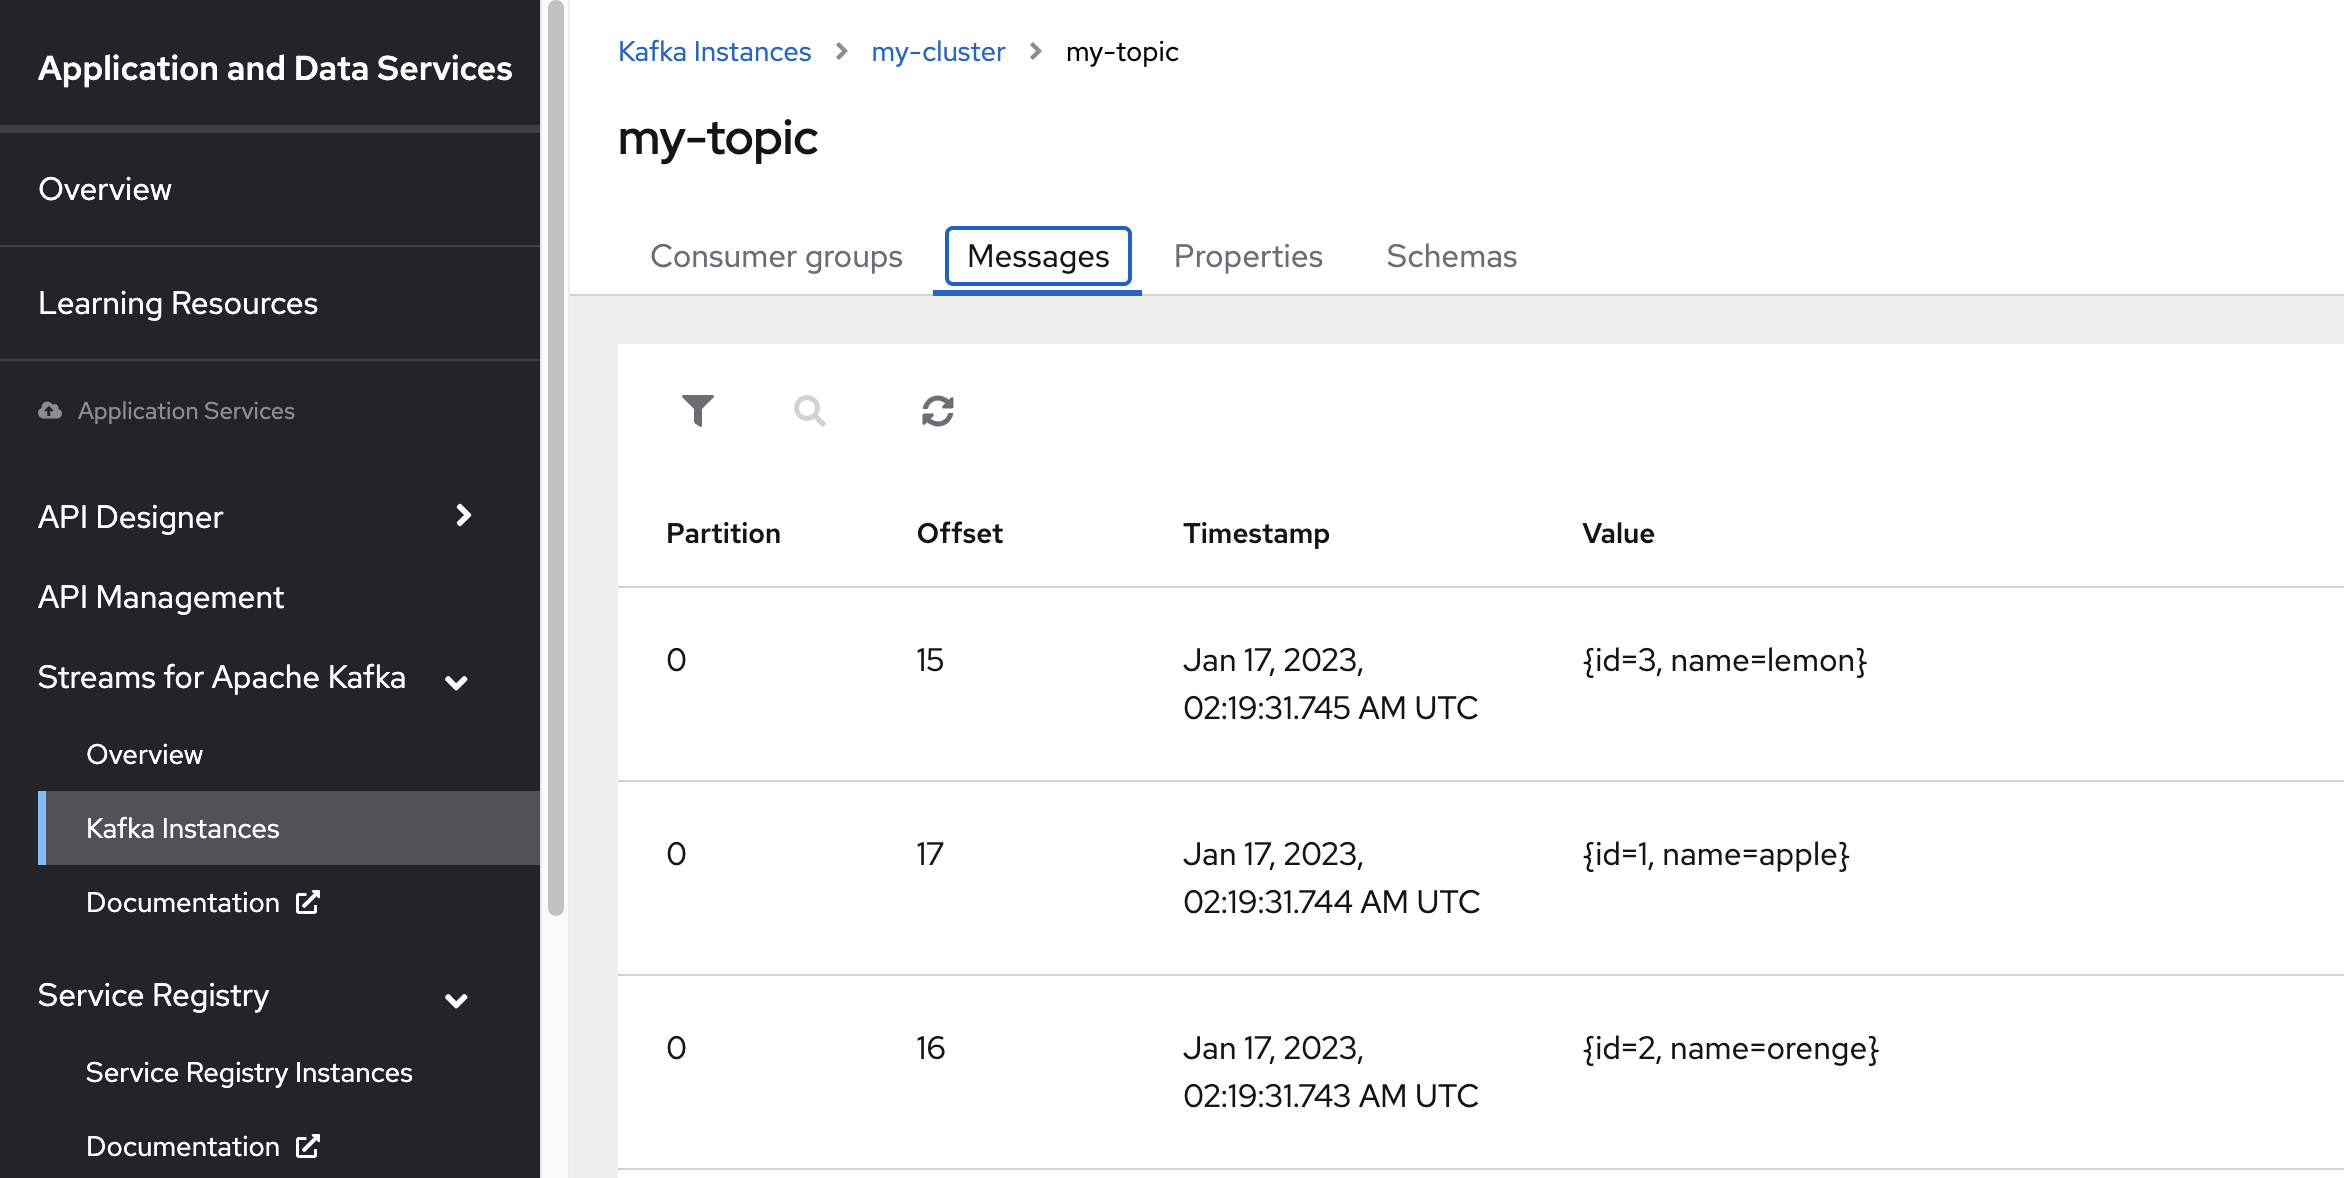 Application and Data Services
Overview
Learning Resources
Application Services
API Designer
API Management
Streams for Apache Kafka
Overview
Kafka Instances
Documentation
Service Registry
Service Registry Instances
Documentation
Kafka Instances > my-cluster > my-topic
my-topic
Consumer groups Messages Properties Schemas
Partition Offset Timestamp Value
0 15 Jan 17, 2023, {id=3, name=lemon}
02:19:31.745 AM UTC
0 17 Jan 17, 2023, {id=1, name=apple}
02:19:31.744 AM UTC
0 16 Jan 17, 2023, {id=2, name=orenge}
02:19:31.743 AM UTC